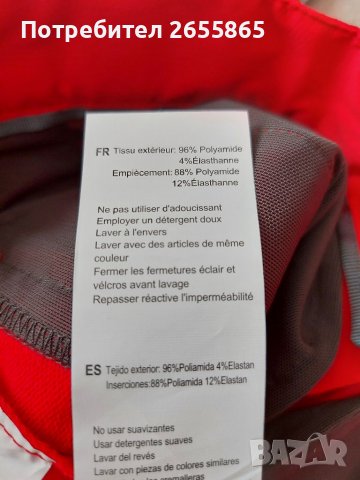 Потребител 2655865
FR Tissu extérieur: 96% Polyamide
4%Élasthanne
Empiècement: 88% Polyamide
12%Élasthanne
Ne pas utiliser d'adoucissant
Employer un détergent doux
Laver à l'envers
Laver avec des articles de même
couleur
Fermer les fermetures éclair et
velcros avant lavage
Repasser réactive l'imperméabilité
ES Tejido exterior: 96%Poliamida 4%Elastan
Inserciones:88%Poliamida 12%Elastan
No usar suavizantes
Usar detergentes suaves
Lavar del revés
Lavar con piezas de colores similares
BAZAR